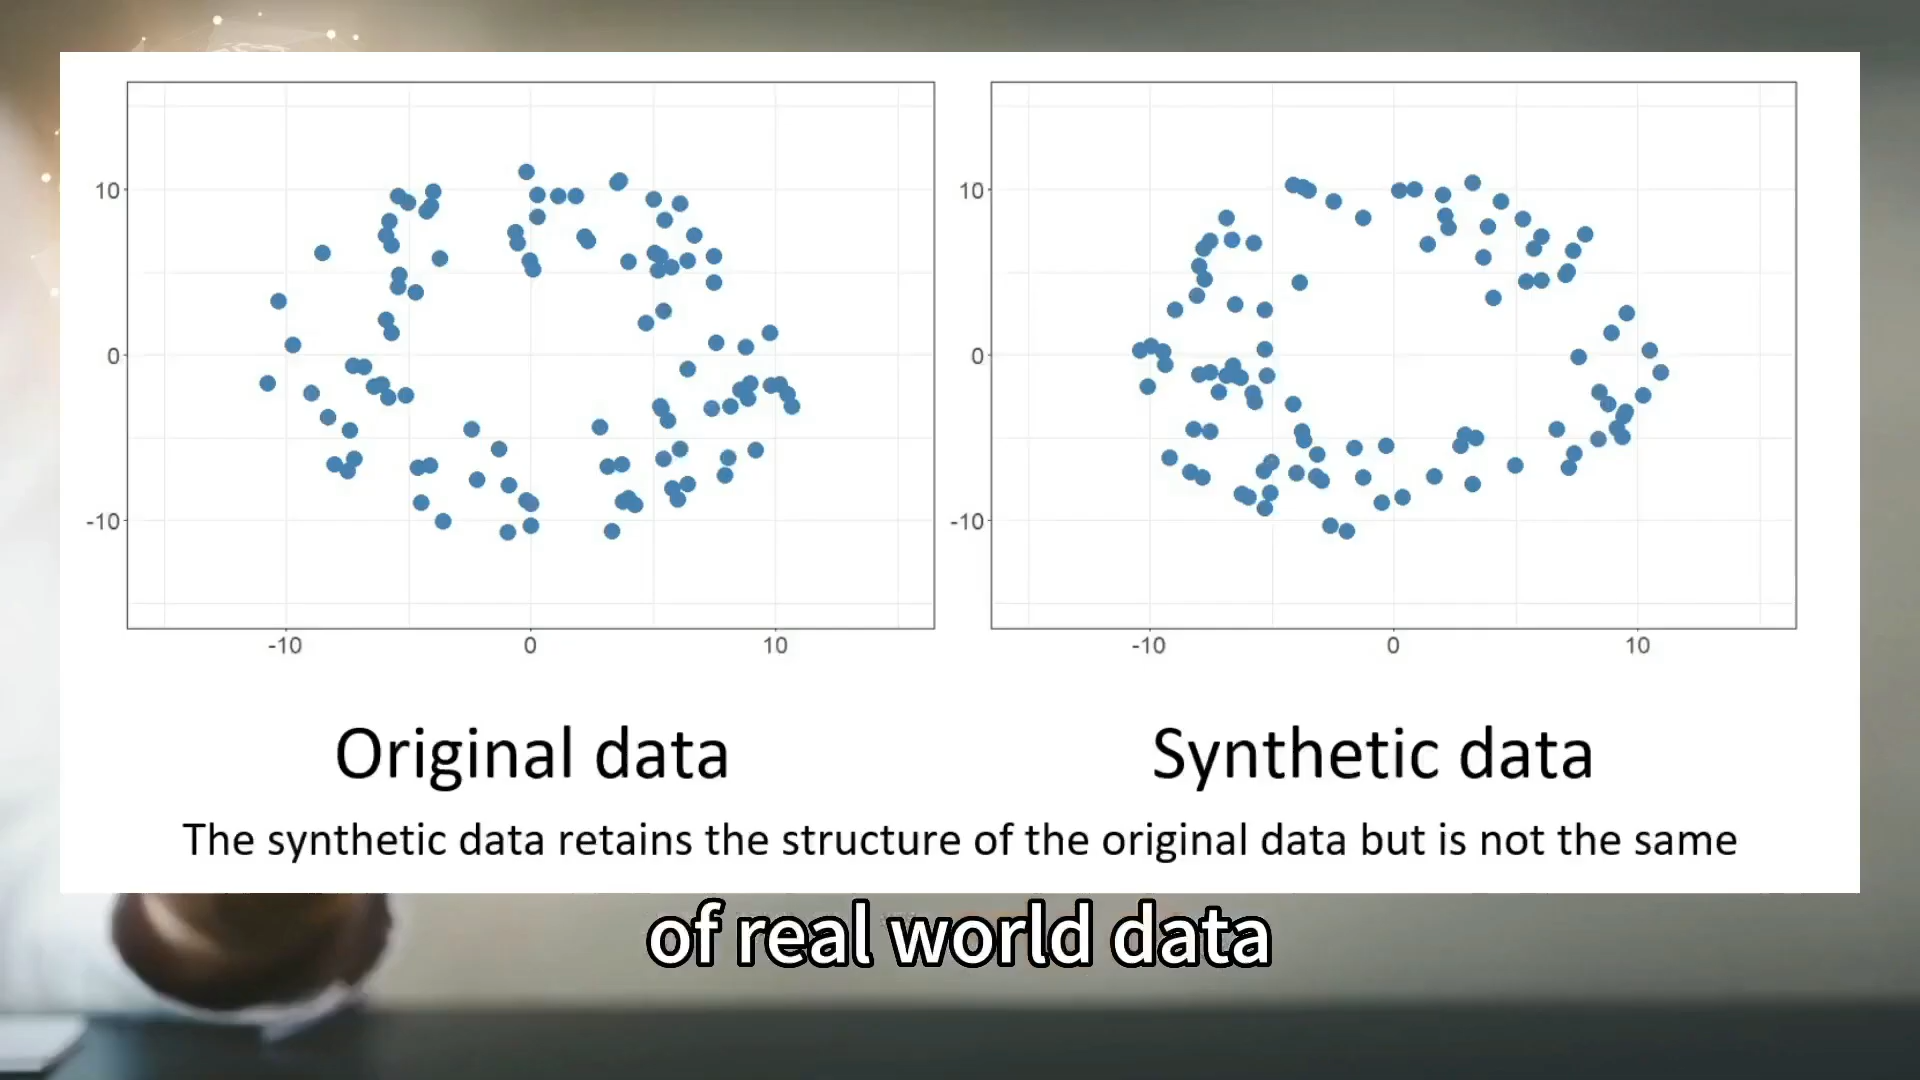 10
0
-10
-10 0 10
10
0
-10
-10 0 10
Original data
Synthetic data
The synthetic data retains the structure of the original data but is not the same
of real world data